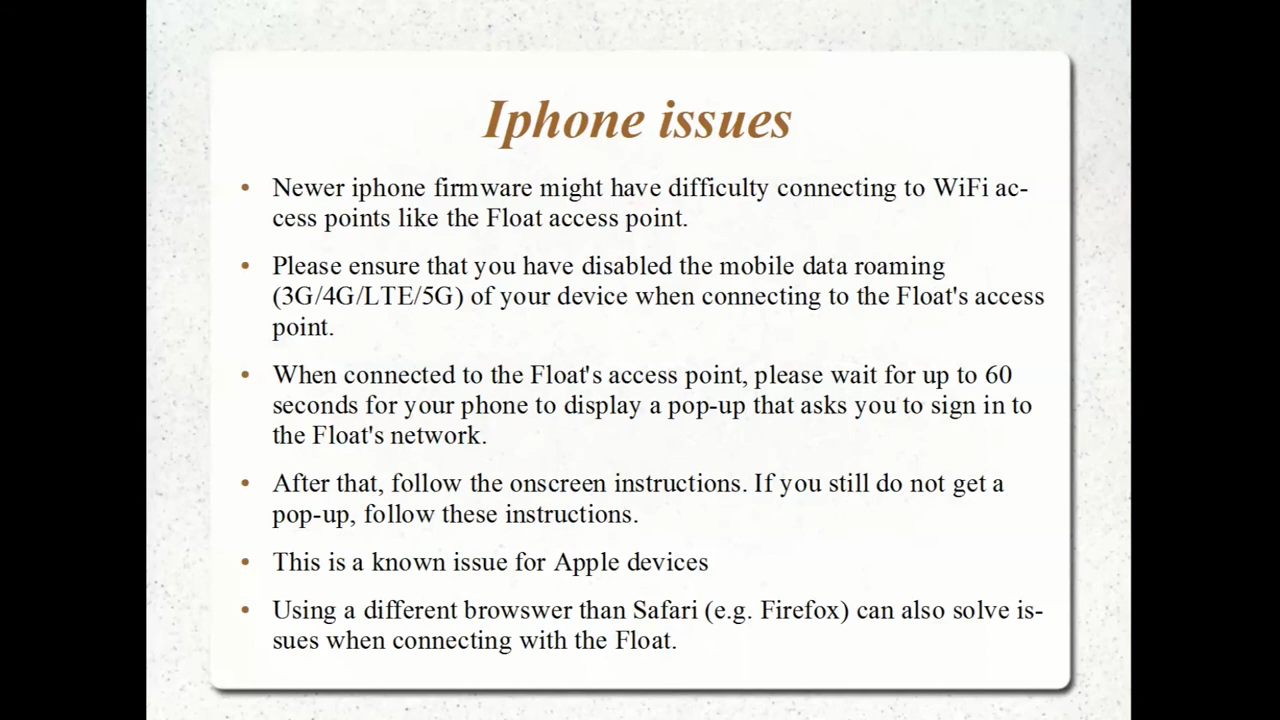 Iphone issues
• Newer iphone firmware might have difficulty connecting to WiFi ac-
cess points like the Float access point.
• Please ensure that you have disabled the mobile data roaming
(3G/4G/LTE/5G) of your device when connecting to the Float's access
point.
• When connected to the Float's access point, please wait for up to 60
seconds for your phone to display a pop-up that asks you to sign in to
the Float's network.
• After that, follow the onscreen instructions. If you still do not get a
pop-up, follow these instructions.
• This is a known issue for Apple devices
• Using a different browswer than Safari (e.g. Firefox) can also solve is-
sues when connecting with the Float.